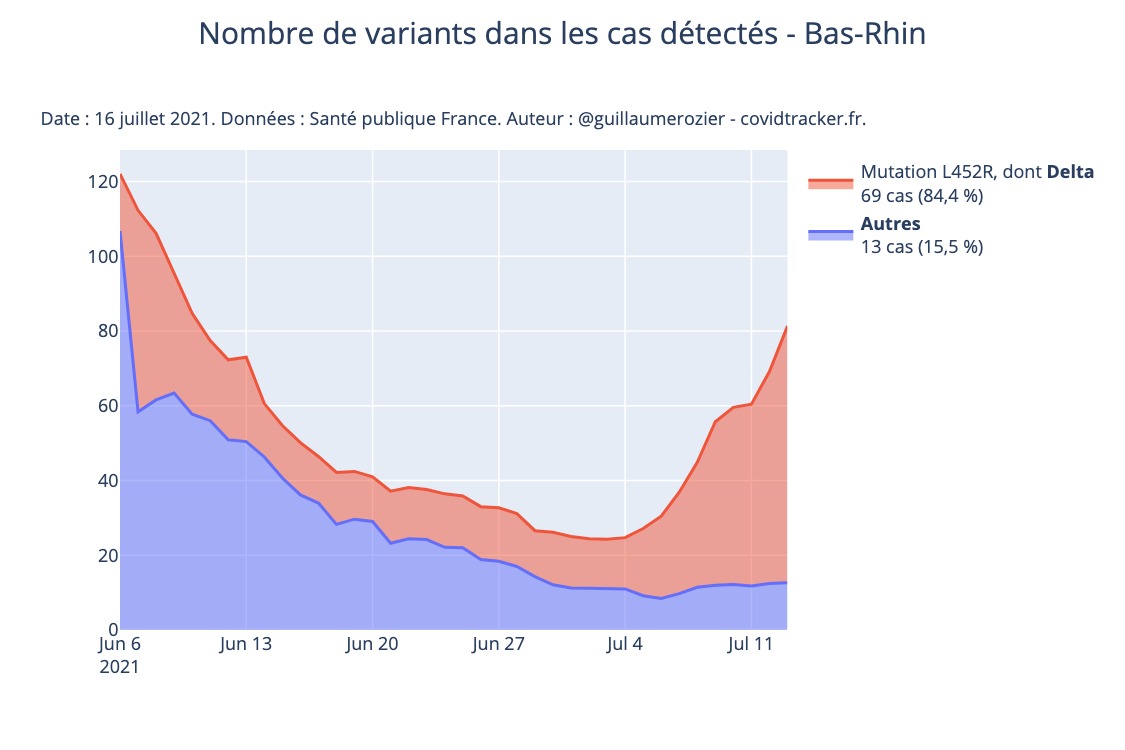 Nombre de variants dans les cas détectés - Bas-Rhin
Date : 16 juillet 2021. Données : Santé publique France. Auteur : @guillaumerozier - covidtracker.fr.
Mutation L452R, dont Delta
69 cas (84,4 %)
Autres
13 cas (15,5 %)
120
100
80
60
40
20
0
Jun 6
2021
Jun 13
Jun 20
Jun 27
Jul 4
Jul 11